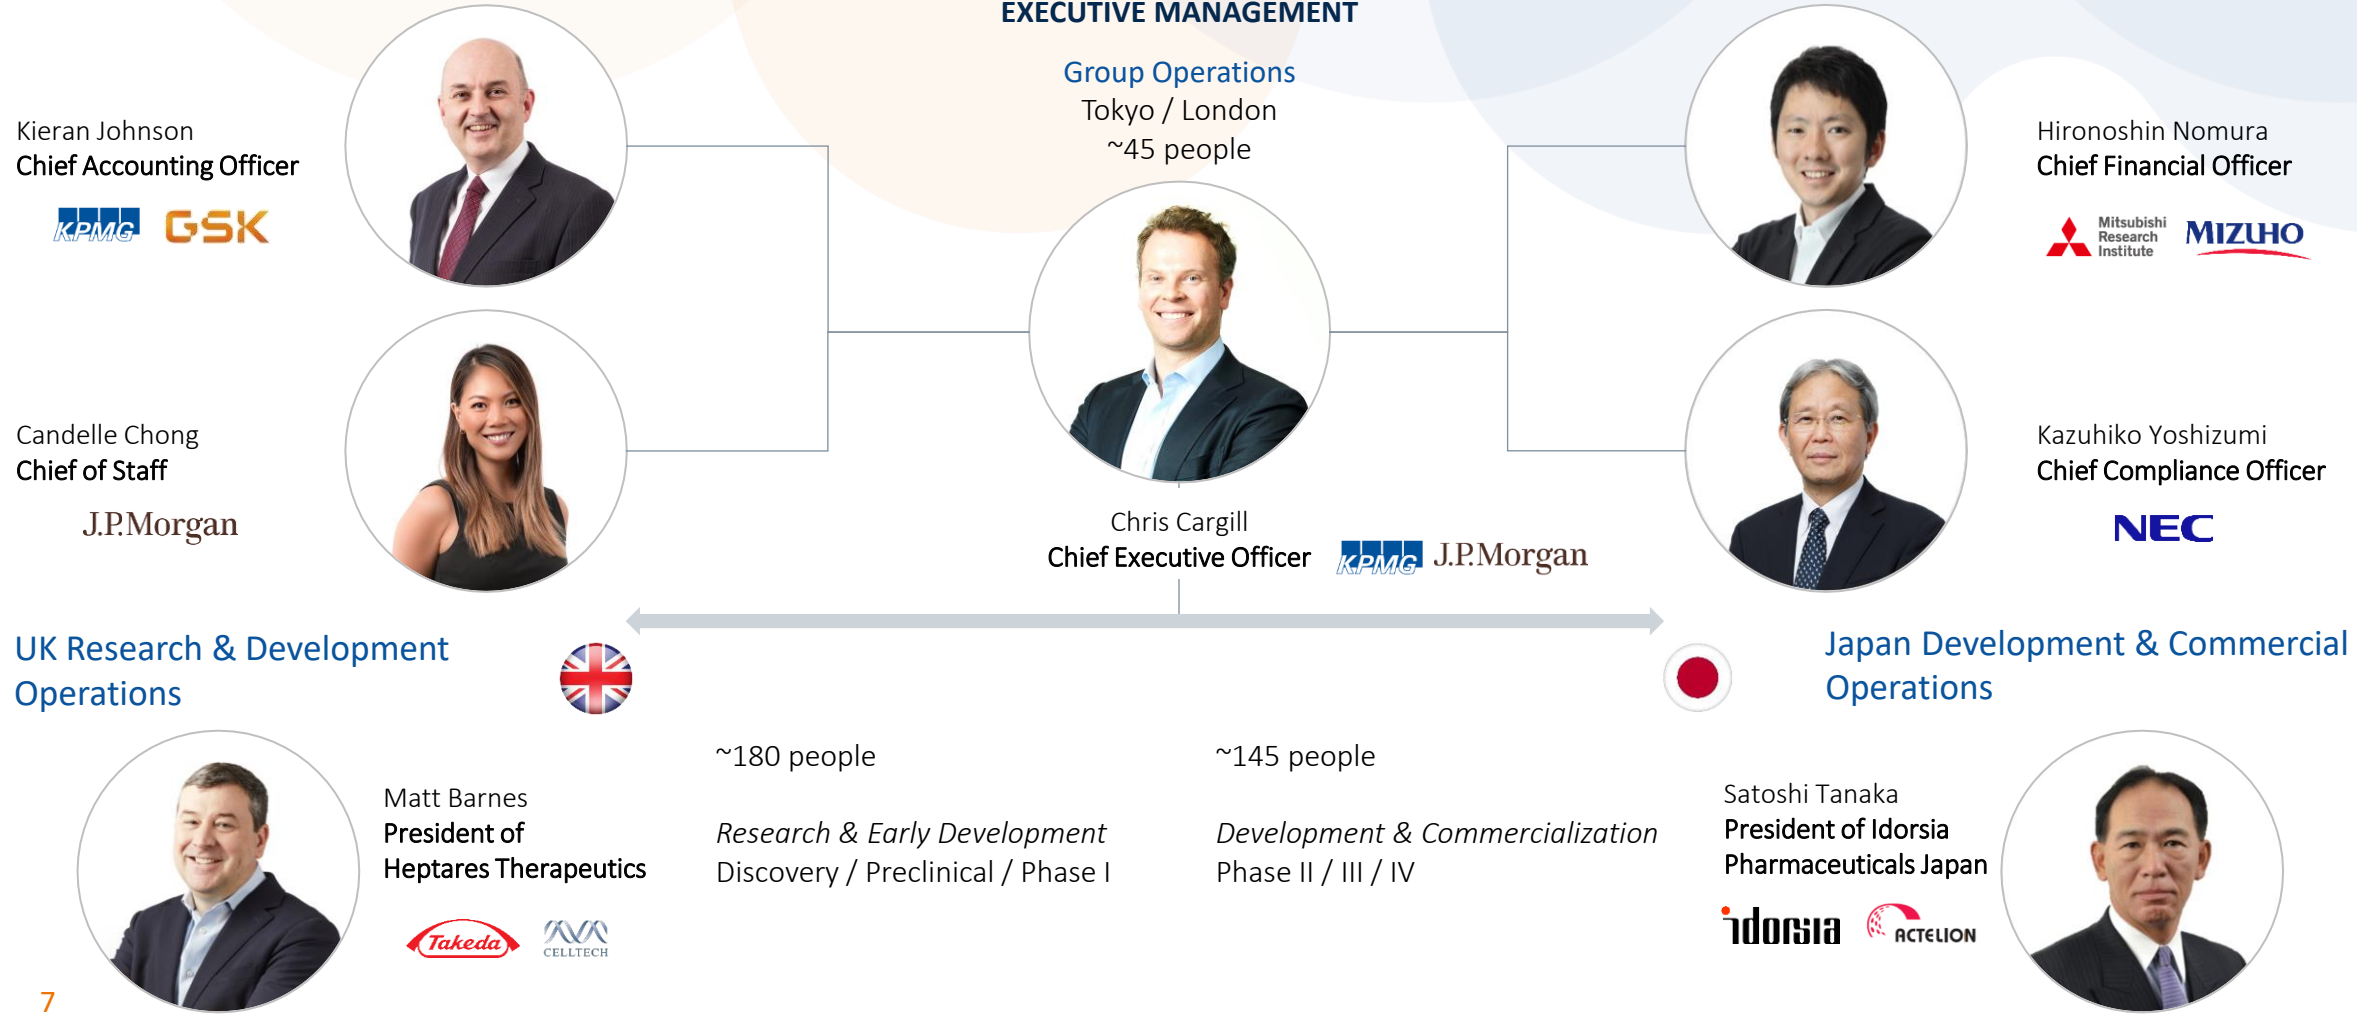 EXECUTIVE MANAGEMENT
Group Operations
Tokyo / London
~45 people
Kieran Johnson
Chief Accounting Officer
KPMG GSK
Hironoshin Nomura
Chief Financial Officer
Mitsubishi
Research
Institute
MIZUHO
Candelle Chong
Chief of Staff
J.P.Morgan
Chris Cargill
Chief Executive Officer
KPMG J.P.Morgan
Kazuhiko Yoshizumi
Chief Compliance Officer
NEC
UK Research & Development
Operations
Japan Development & Commercial
Operations
Matt Barnes
President of
Heptares Therapeutics
Takeda
CELLTECH
~180 people
Research & Early Development
Discovery / Preclinical / Phase I
~145 people
Development & Commercialization
Phase II / III / IV
Satoshi Tanaka
President of Idorsia
Pharmaceuticals Japan
idorsia
ACTELION
7